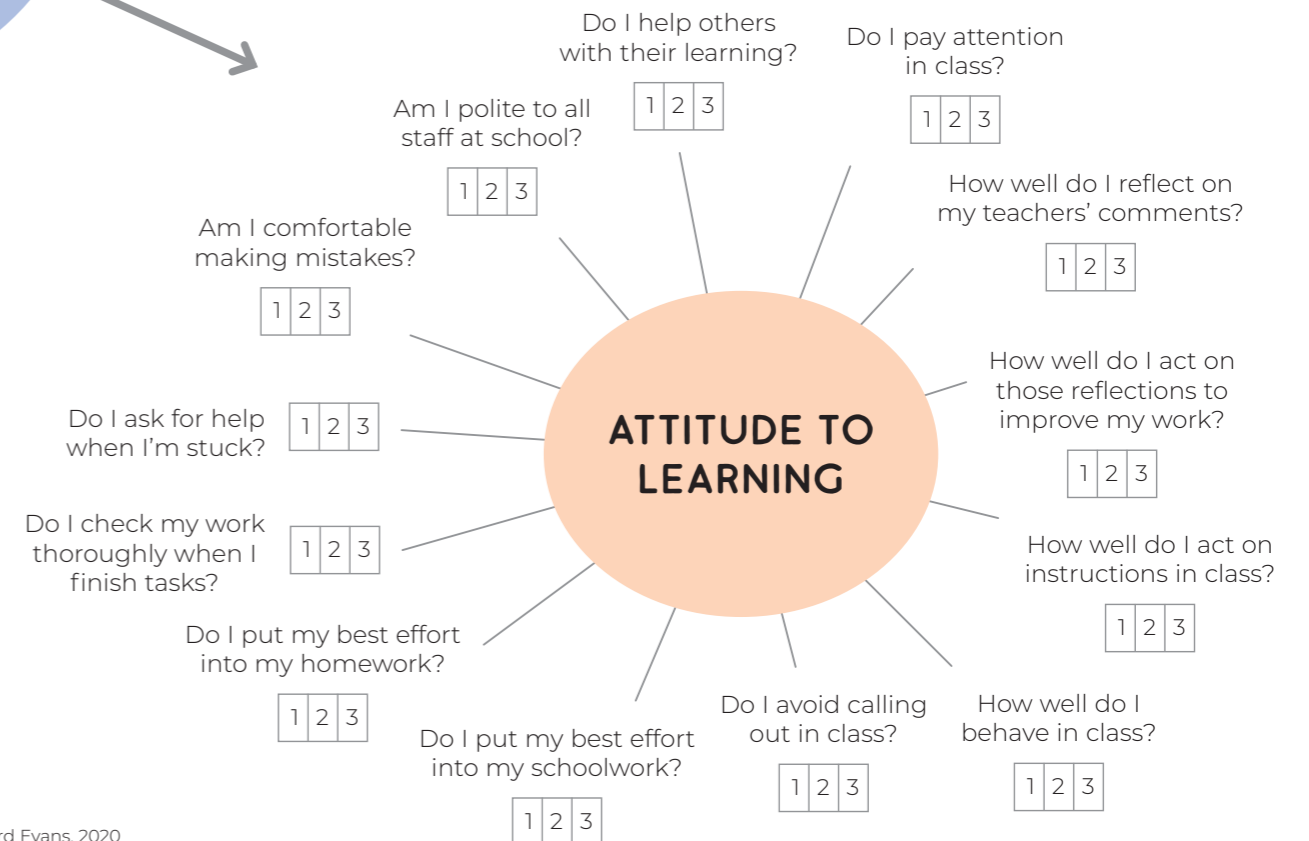 Do I help others
with their learning?
1 2 3
Do I pay attention
in class?
1 2 3
Am I polite to all
staff at school?
1 2 3
How well do I reflect on
my teachers’ comments?
1 2 3
Am I comfortable
making mistakes?
1 2 3
How well do I act on
those reflections to
improve my work?
1 2 3
Do I ask for help
when I’m stuck?
1 2 3
ATTITUDE TO
LEARNING
Do I check my work
thoroughly when I
finish tasks?
1 2 3
How well do I act on
instructions in class?
1 2 3
Do I put my best effort
into my homework?
1 2 3
Do I put my best effort
into my schoolwork?
1 2 3
Do I avoid calling
out in class?
1 2 3
How well do I
behave in class?
1 2 3
Evans, 2020